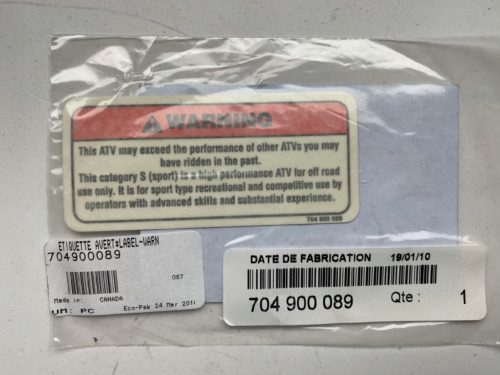 WARNING
This ATV may exceed the performance of other ATVs you may
have ridden in the past.
This category S (sport) is a high performance ATV for off road
use only. It is for sport type recreational and competitive use by
operators with advanced skills and substantial experience.
704 900 089
ETIQUETTE AVERT*LABEL-WARN
704900089
087
Made in: CANADA
UM: PC
Eco-Pak 24 Mar 201
DATE DE FABRICATION 19/01/10
704 900 089 Qte : 1